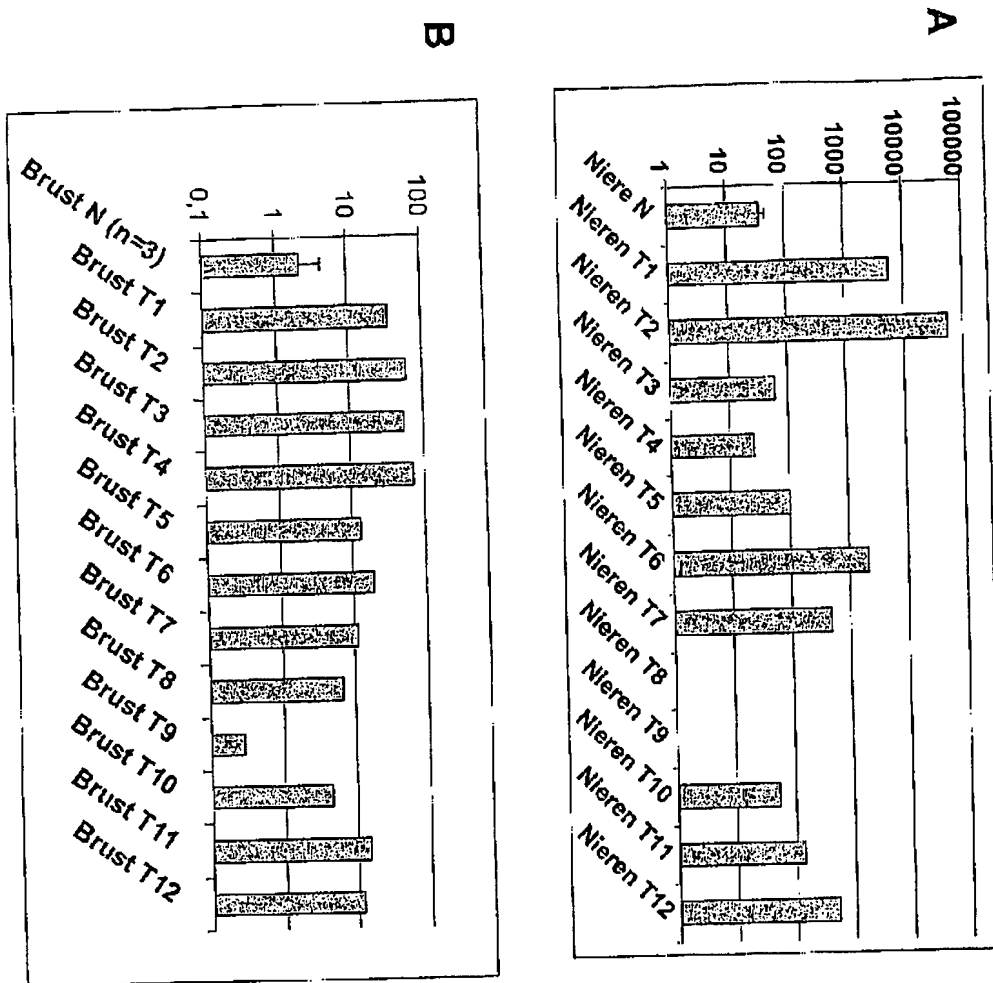 A
100000
10000
1000
100
10
1
Niere N
Nieren T1
Nieren T2
Nieren T3
Nieren T4
Nieren T5
Nieren T6
Nieren T7
Nieren T8
Nieren T9
Nieren T10
Nieren T11
Nieren T12
B
100
10
1
0,1
Brust N (n=3)
Brust T1
Brust T2
Brust T3
Brust T4
Brust T5
Brust T6
Brust T7
Brust T8
Brust T9
Brust T10
Brust T11
Brust T12